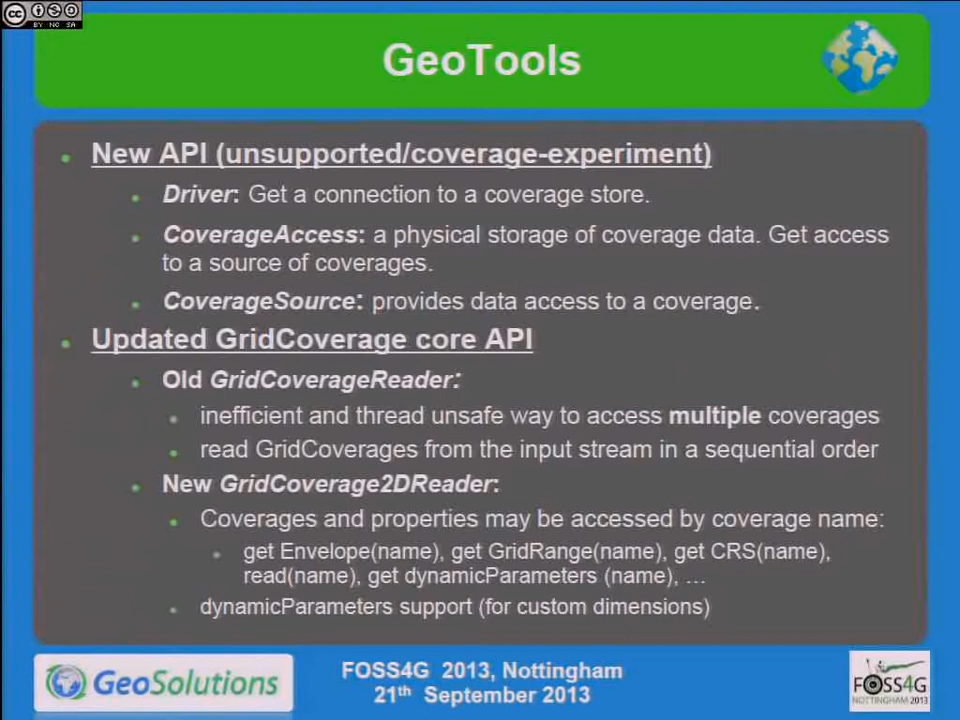 cc
BY NC SA
GeoTools
New API (unsupported/coverage-experiment)
Driver: Get a connection to a coverage store.
CoverageAccess: a physical storage of coverage data. Get access
to a source of coverages.
CoverageSource: provides data access to a coverage.
Updated GridCoverage core API
Old GridCoverageReader:
inefficient and thread unsafe way to access multiple coverages
read GridCoverages from the input stream in a sequential order
New GridCoverage2DReader:
Coverages and properties may be accessed by coverage name:
get Envelope(name), get GridRange(name), get CRS(name),
read(name), get dynamicParameters (name), …
dynamicParameters support (for custom dimensions)
GeoSolutions
FOSS4G 2013, Nottingham
21th September 2013
FOSS4G
NOTTINGHAM 2013